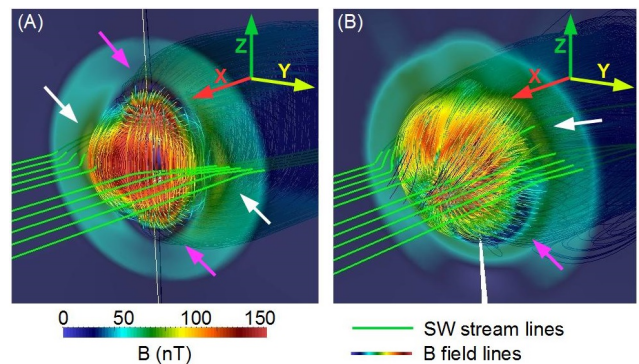 (A)
Z
X
Y
(B)
Z
X
Y
0 50 100 150
B (nT)
SW stream lines
B field lines